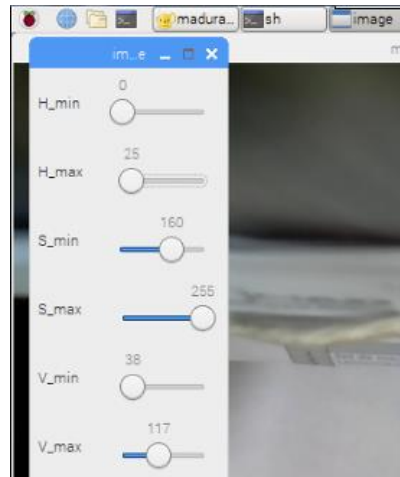 madura... sh image
im...e
m
0
H_min
25
H_max
160
S_min
255
S_max
38
V_min
117
V_max